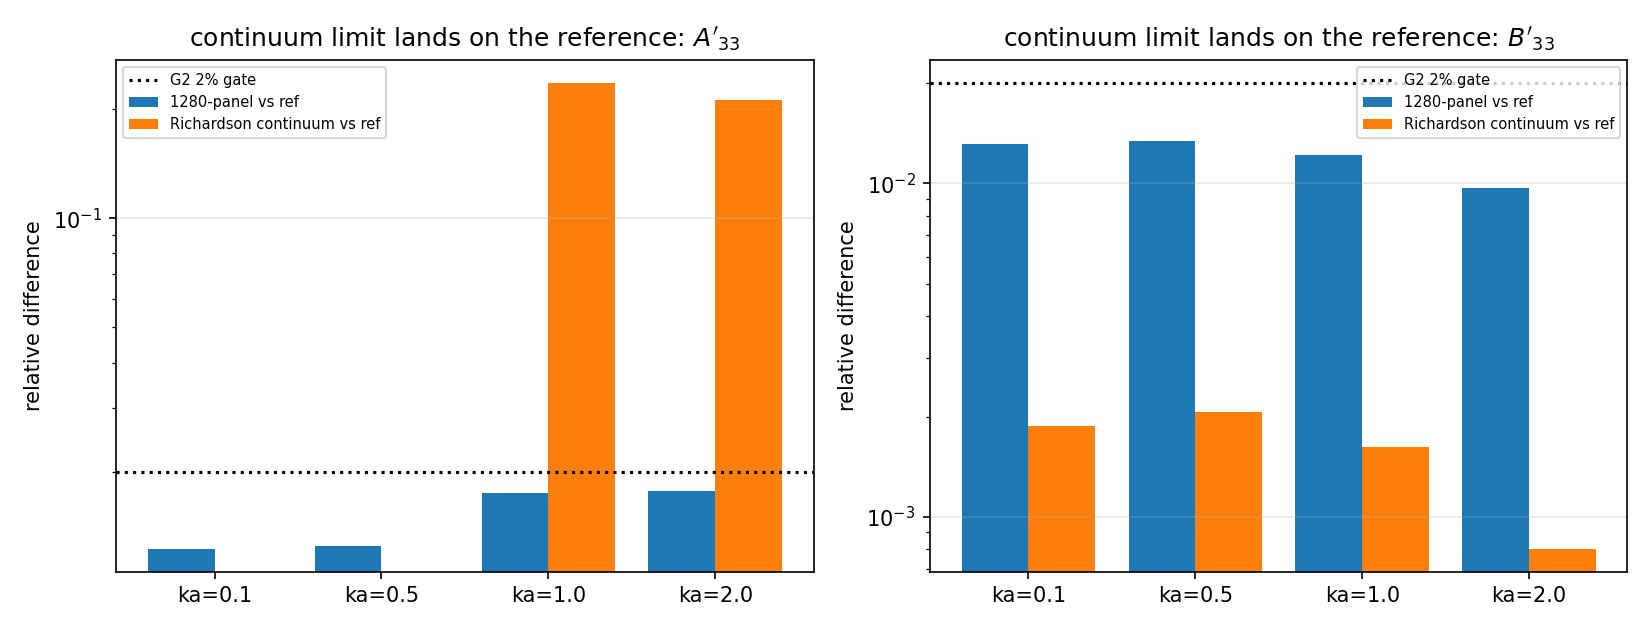 continuum limit lands on the reference: A′₃₃
G2 2% gate
1280-panel vs ref
Richardson continuum vs ref
relative difference
10⁻¹
ka=0.1
ka=0.5
ka=1.0
ka=2.0
continuum limit lands on the reference: B′₃₃
G2 2% gate
1280-panel vs ref
Richardson continuum vs ref
relative difference
10⁻²
10⁻³
ka=0.1
ka=0.5
ka=1.0
ka=2.0